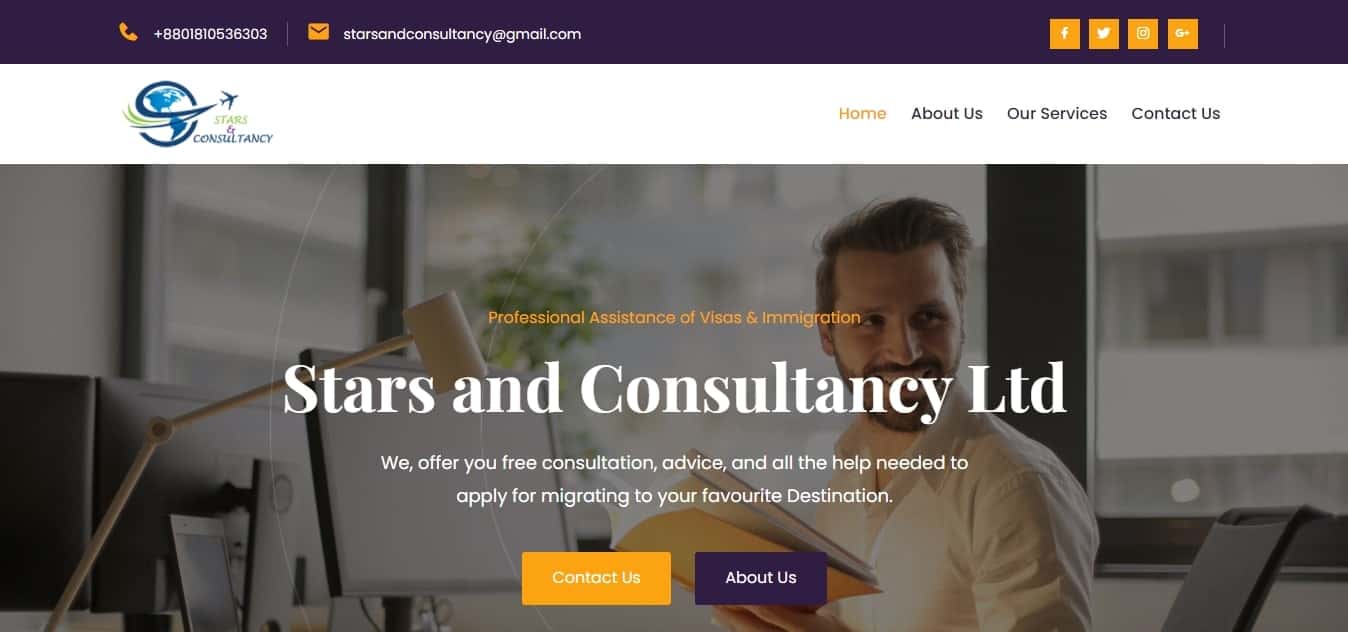 +8801810536303
starsandconsultancy@gmail.com
STARS
&
CONSULTANCY
Home
About Us
Our Services
Contact Us
Professional Assistance of Visas & Immigration
Stars and Consultancy Ltd
We, offer you free consultation, advice, and all the help needed to
apply for migrating to your favourite Destination.
Contact Us
About Us